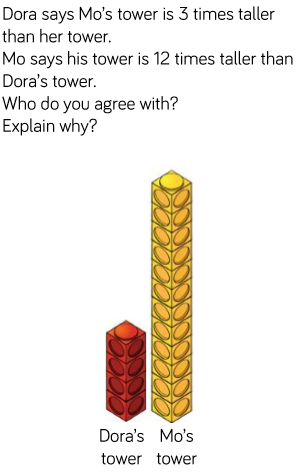 Dora says Mo's tower is 3 times taller
than her tower.
Mo says his tower is 12 times taller than
Dora's tower.
Who do you agree with?
Explain why?
Dora's Mo's
tower tower